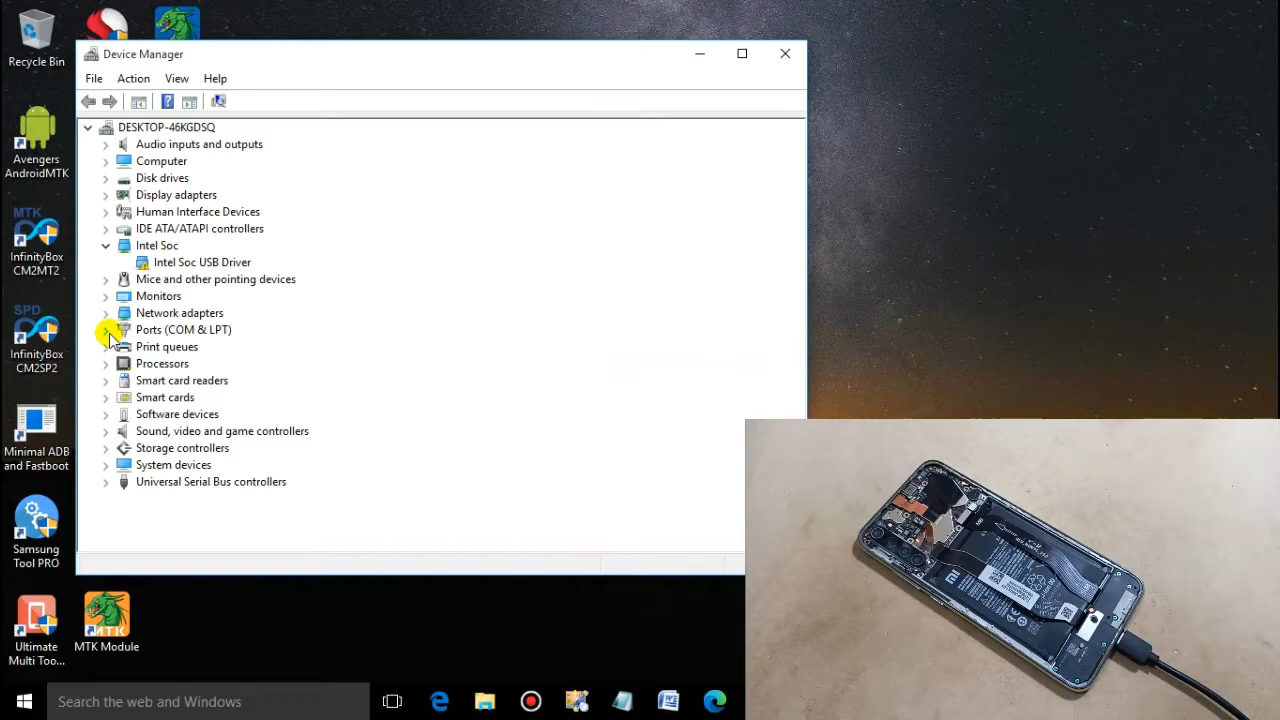 Recycle Bin
Avengers
AndroidMTK
MTK
InfinityBox
CM2MT2
SPD
InfinityBox
CM2SP2
Minimal ADB
and Fastboot
Samsung
Tool PRO
Ultimate
Multi Too...
MTK
MTK Module
Device Manager
File Action View Help
DESKTOP-46KGDSQ
Audio inputs and outputs
Computer
Disk drives
Display adapters
Human Interface Devices
IDE ATA/ATAPI controllers
Intel Soc
Intel Soc USB Driver
Mice and other pointing devices
Monitors
Network adapters
Ports (COM & LPT)
Print queues
Processors
Smart card readers
Smart cards
Software devices
Sound, video and game controllers
Storage controllers
System devices
Universal Serial Bus controllers
Search the web and Windows